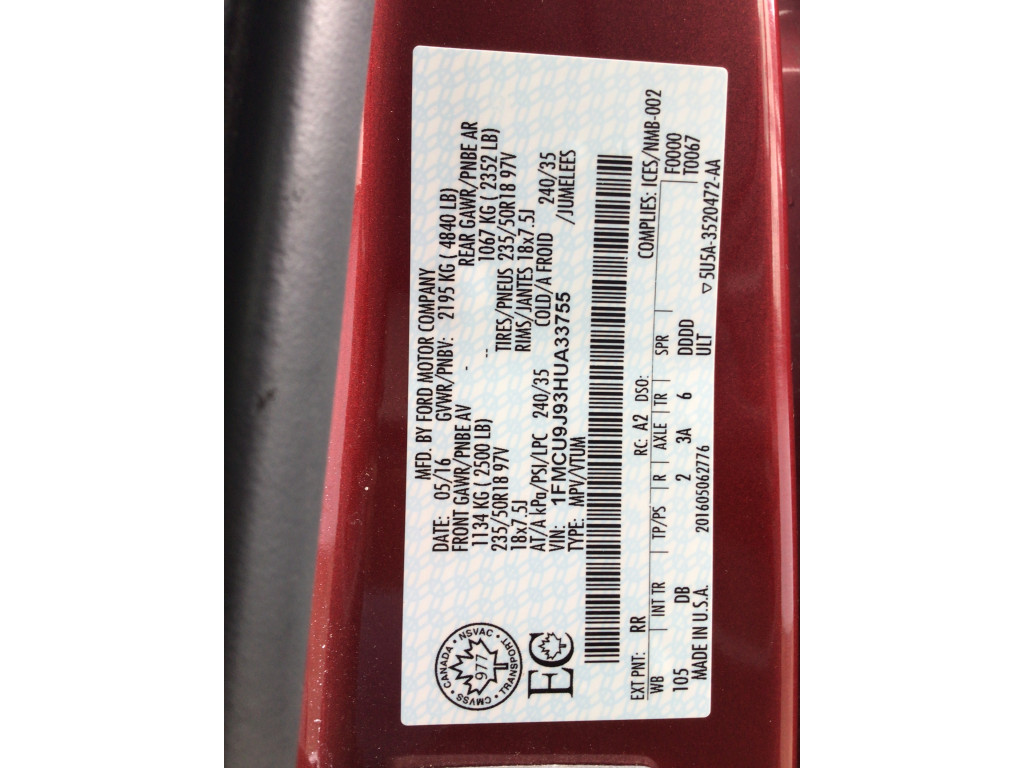 MFD. BY FORD MOTOR COMPANY
DATE: 05/16 GVWR/PNBV: 2195 KG ( 4840 LB)
FRONT GAWR/PNBE AV REAR GAWR/PNBE AR
1134 KG ( 2500 LB) - 1067 KG ( 2352 LB)
235/50R18 97V -- TIRES/PNEUS 235/50R18 97V
18x7.5J RIMS/JANTES 18x7.5J
AT/A kPa/PSI/LPC 240/35 COLD/A FROID 240/35
VIN: 1FMCU9J93HUA33755 /JUMELEES
TYPE: MPV/VTUM
CANADA • NSVAC • TRANSPORT • CMVSS •
977
EC
COMPLIES: ICES/NMB-002
EXT PNT: RR RC: A2 DSO: F0000
WB INT TR TP/PS R AXLE TR SPR T0067
105 DB 2 3A 6 DDDD
MADE IN U.S.A. 201605062776 ULT ▽5U5A-3520472-AA